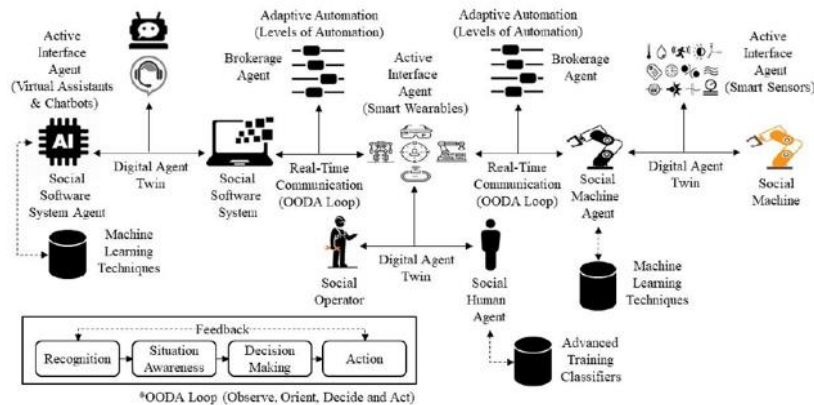 Active
Interface
Agent
(Virtual Assistants
& Chatbots)
Adaptive Automation
(Levels of Automation)
Brokerage
Agent
Active
Interface
Agent
(Smart Wearables)
Adaptive Automation
(Levels of Automation)
Brokerage
Agent
Active
Interface
Agent
(Smart Sensors)
AI
Social
Software
System Agent
Digital Agent
Twin
Social
Software
System
Real-Time
Communication
(OODA Loop)
Real-Time
Communication
(OODA Loop)
Social
Machine
Agent
Digital Agent
Twin
Social
Machine
Machine
Learning
Techniques
Social
Operator
Digital Agent
Twin
Social
Human
Agent
Machine
Learning
Techniques
Advanced
Training
Classifiers
Feedback
Recognition
Situation
Awareness
Decision
Making
Action
*OODA Loop (Observe, Orient, Decide and Act)